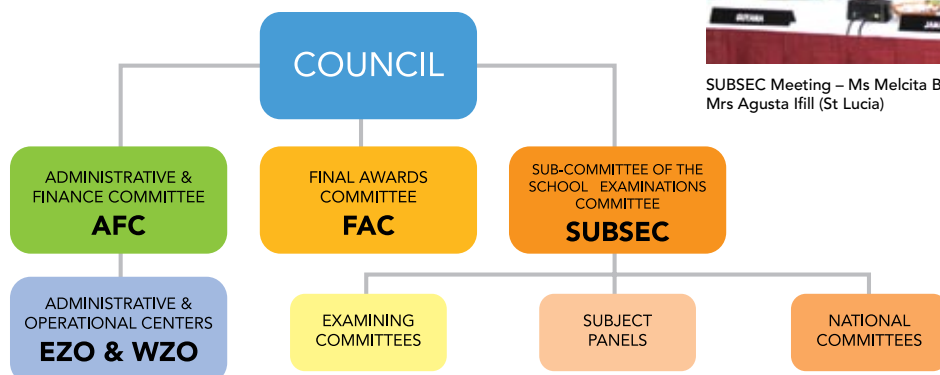 COUNCIL
GUYANA
SUBSEC Meeting – Ms Melcita B
Mrs Agusta Ifill (St Lucia)
ADMINISTRATIVE &
FINANCE COMMITTEE
AFC
FINAL AWARDS
COMMITTEE
FAC
SUB-COMMITTEE OF THE
SCHOOL EXAMINATIONS
COMMITTEE
SUBSEC
ADMINISTRATIVE &
OPERATIONAL CENTERS
EZO & WZO
EXAMINING
COMMITTEES
SUBJECT
PANELS
NATIONAL
COMMITTEES